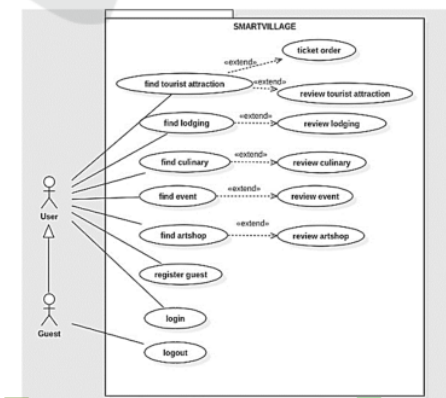 SMARTVILLAGE
ticket order
«extend»
find tourist attraction
«extend»
review tourist attraction
find lodging
«extend»
review lodging
find culinary
«extend»
review culinary
User
find event
«extend»
review event
find artshop
«extend»
review artshop
register guest
login
Guest
logout